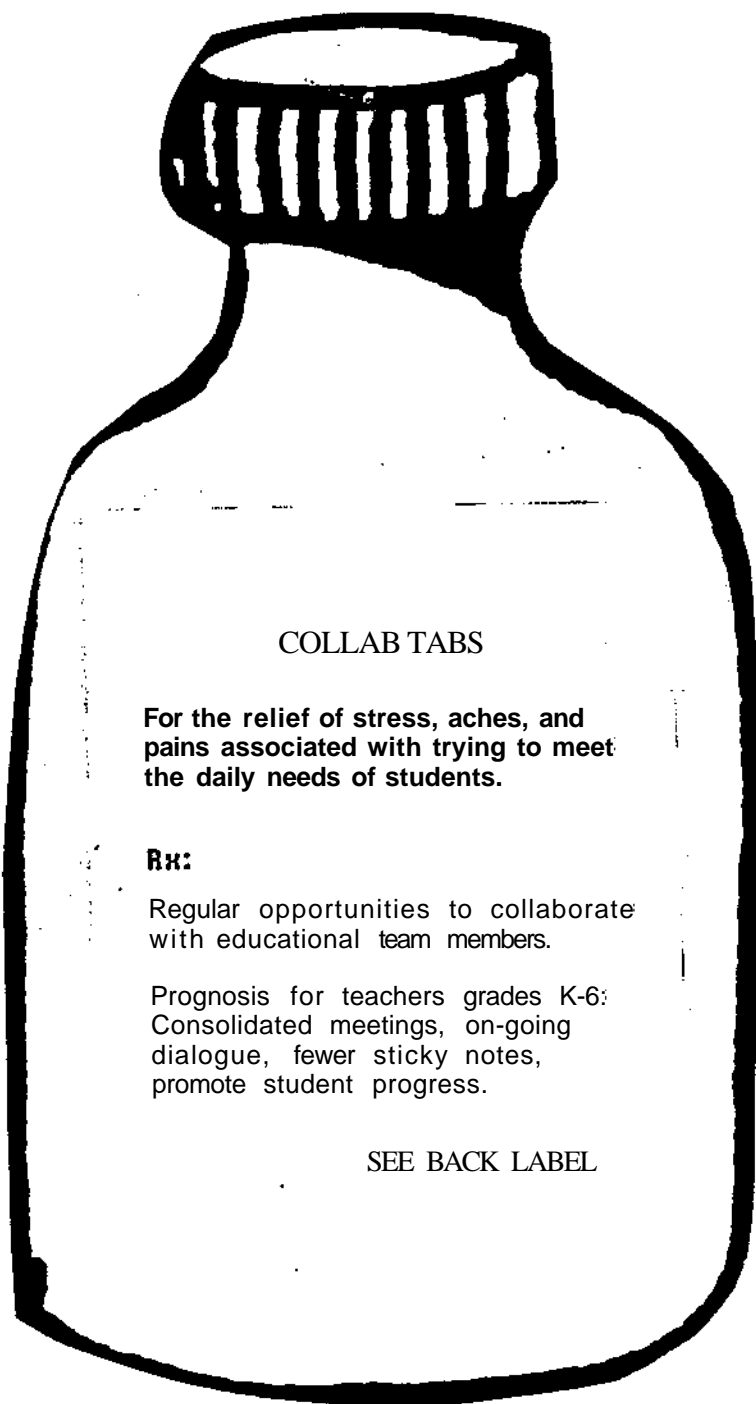 COLLAB TABS
For the relief of stress, aches, and
pains associated with trying to meet
the daily needs of students.
Rx:
Regular opportunities to collaborate
with educational team members.
Prognosis for teachers grades K-6:
Consolidated meetings, on-going
dialogue, fewer sticky notes,
promote student progress.
SEE BACK LABEL